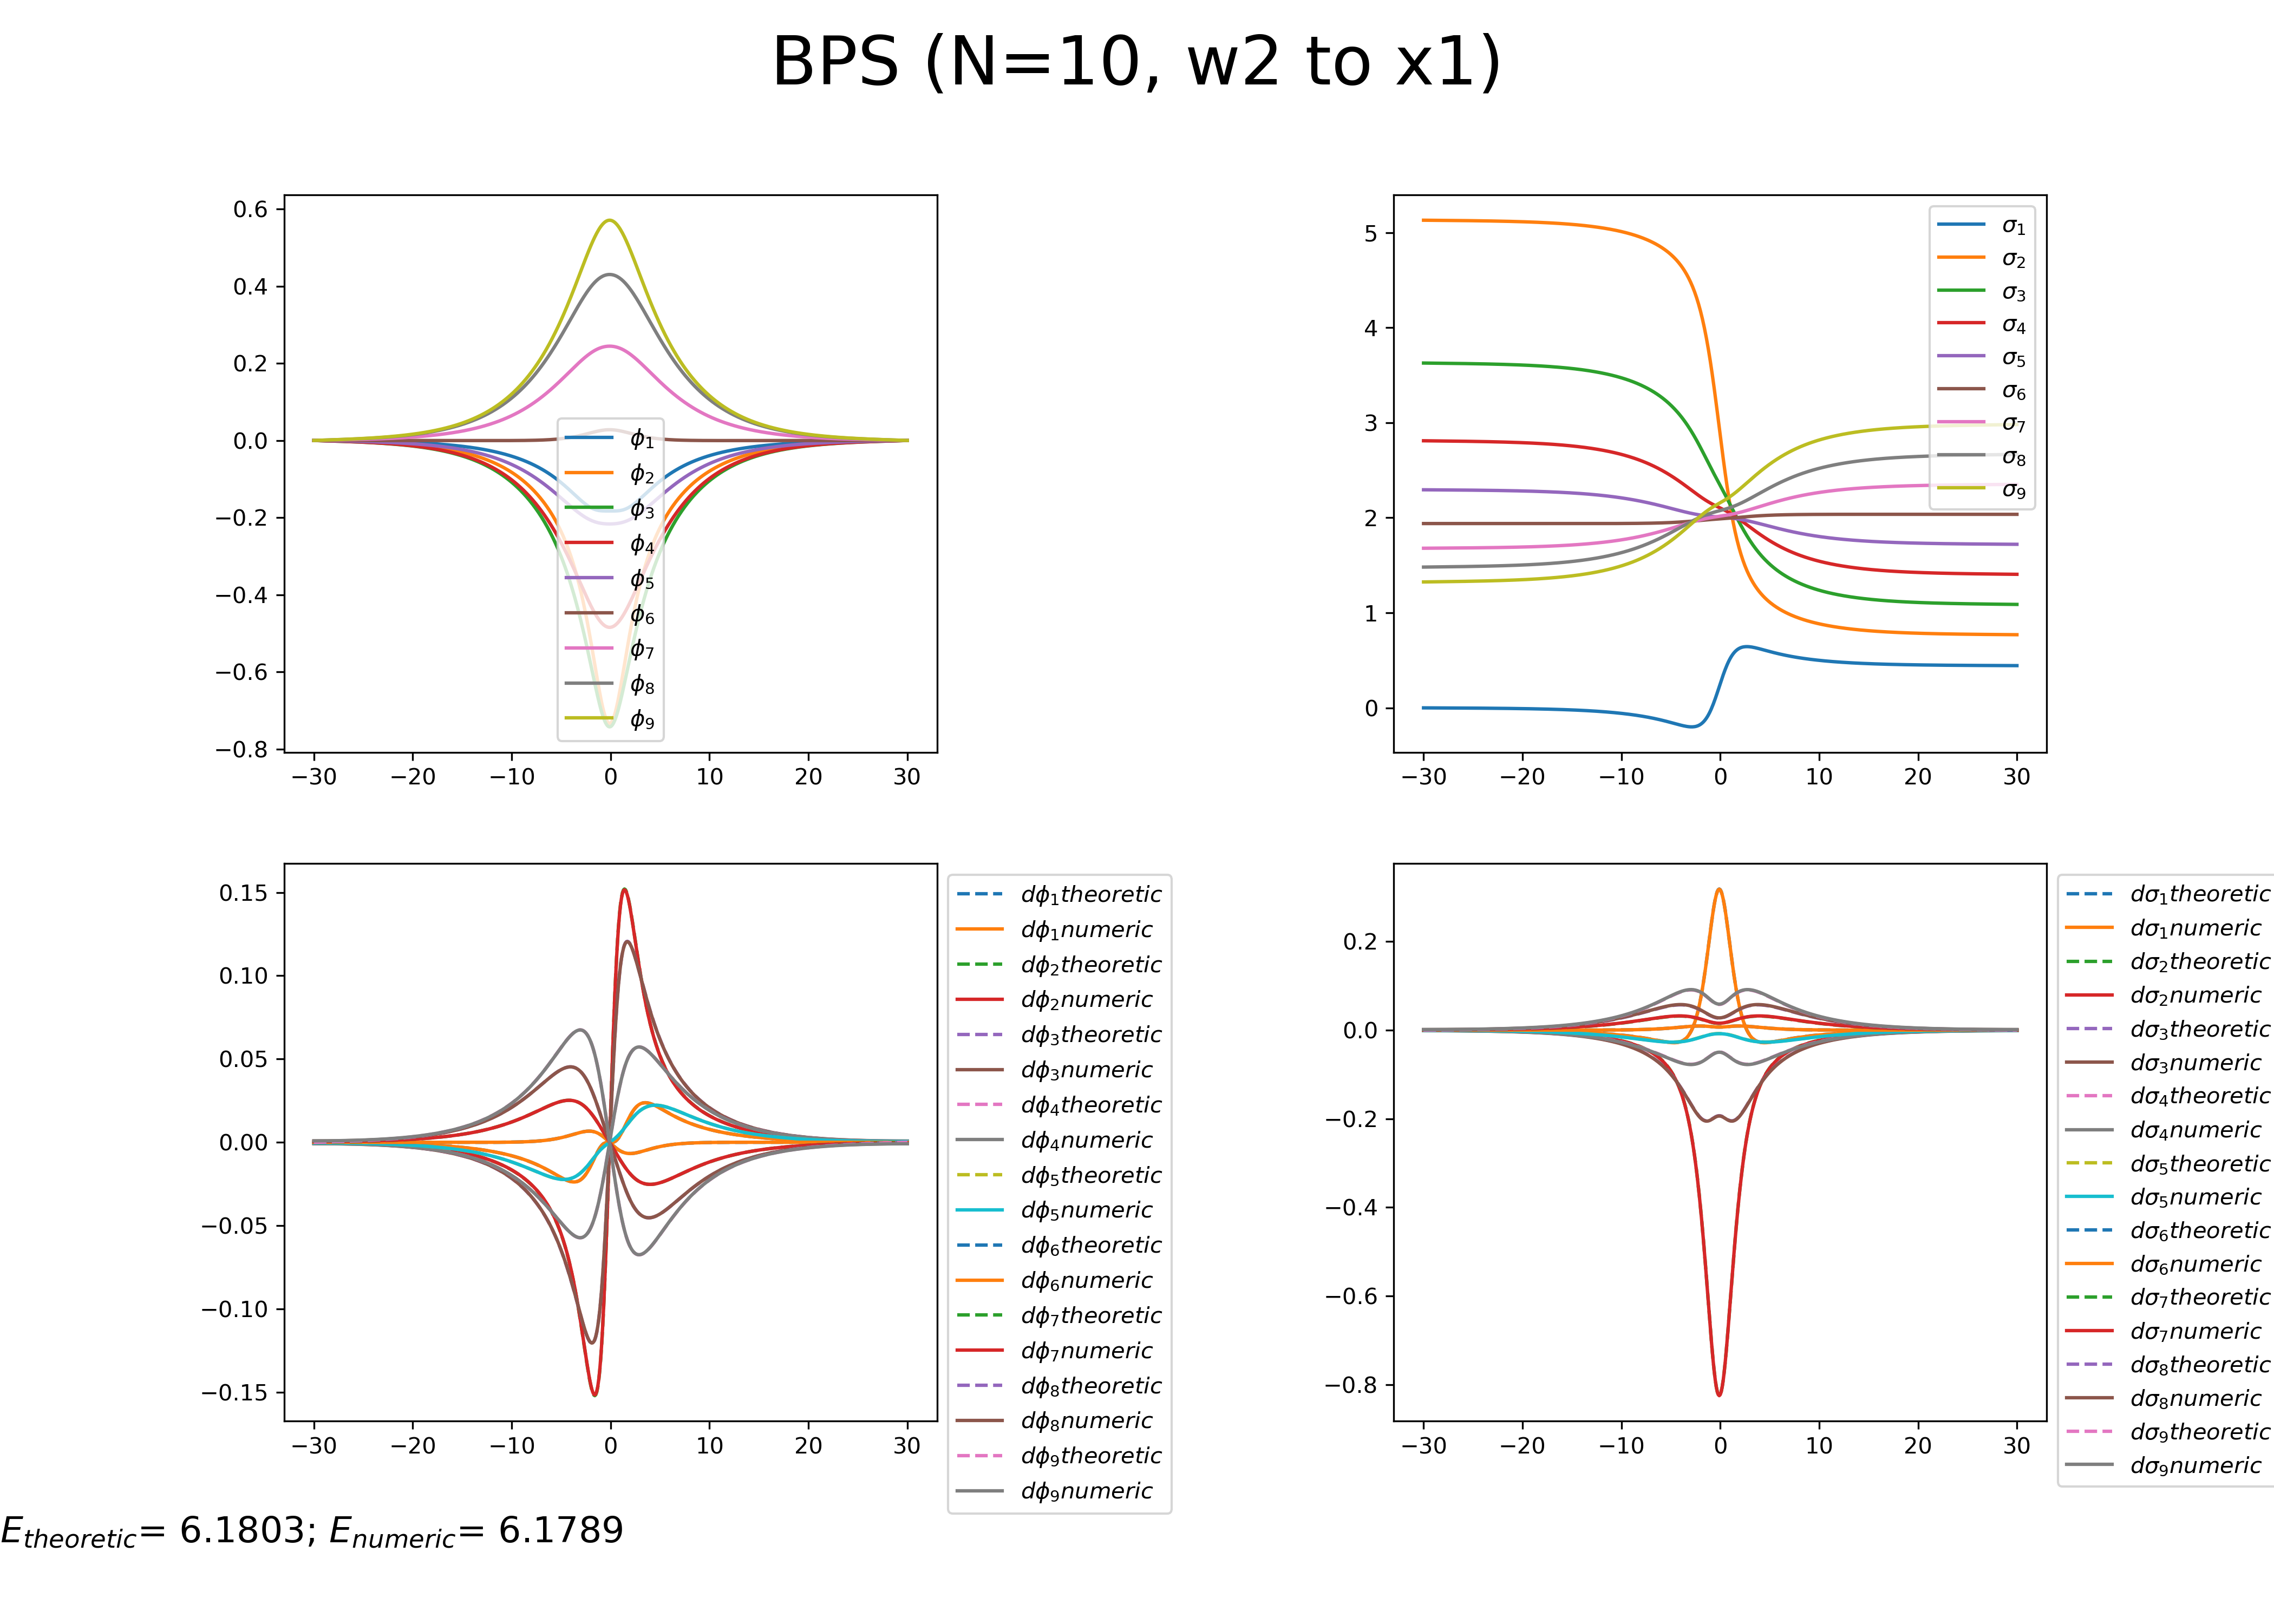 BPS (N=10, w2 to x1)
0.6
0.4
0.2
0.0
−0.2
−0.4
−0.6
−0.8
−30 −20 −10 0 10 20 30
ϕ1
ϕ2
ϕ3
ϕ4
ϕ5
ϕ6
ϕ7
ϕ8
ϕ9
5
4
3
2
1
0
−30 −20 −10 0 10 20 30
σ1
σ2
σ3
σ4
σ5
σ6
σ7
σ8
σ9
0.15
0.10
0.05
0.00
−0.05
−0.10
−0.15
−30 −20 −10 0 10 20 30
dϕ1theoretic
dϕ1numeric
dϕ2theoretic
dϕ2numeric
dϕ3theoretic
dϕ3numeric
dϕ4theoretic
dϕ4numeric
dϕ5theoretic
dϕ5numeric
dϕ6theoretic
dϕ6numeric
dϕ7theoretic
dϕ7numeric
dϕ8theoretic
dϕ8numeric
dϕ9theoretic
dϕ9numeric
0.2
0.0
−0.2
−0.4
−0.6
−0.8
−30 −20 −10 0 10 20 30
dσ1theoretic
dσ1numeric
dσ2theoretic
dσ2numeric
dσ3theoretic
dσ3numeric
dσ4theoretic
dσ4numeric
dσ5theoretic
dσ5numeric
dσ6theoretic
dσ6numeric
dσ7theoretic
dσ7numeric
dσ8theoretic
dσ8numeric
dσ9theoretic
dσ9numeric
Etheoretic= 6.1803; Enumeric= 6.1789